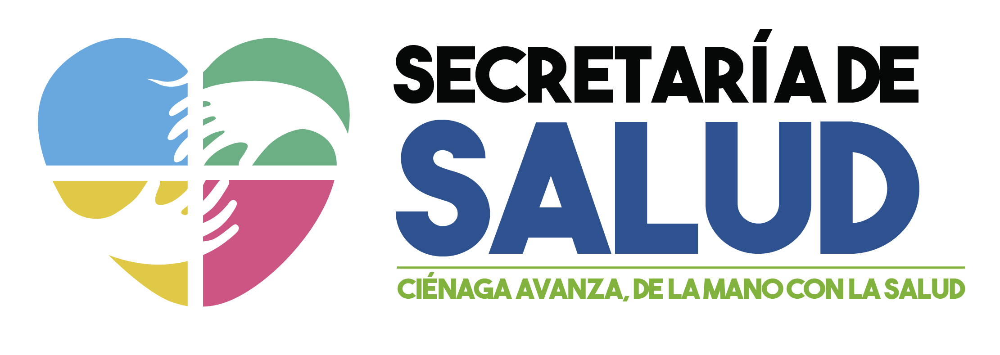 SECRETARÍA DE
SALUD
CIÉNAGA AVANZA, DE LA MANO CON LA SALUD